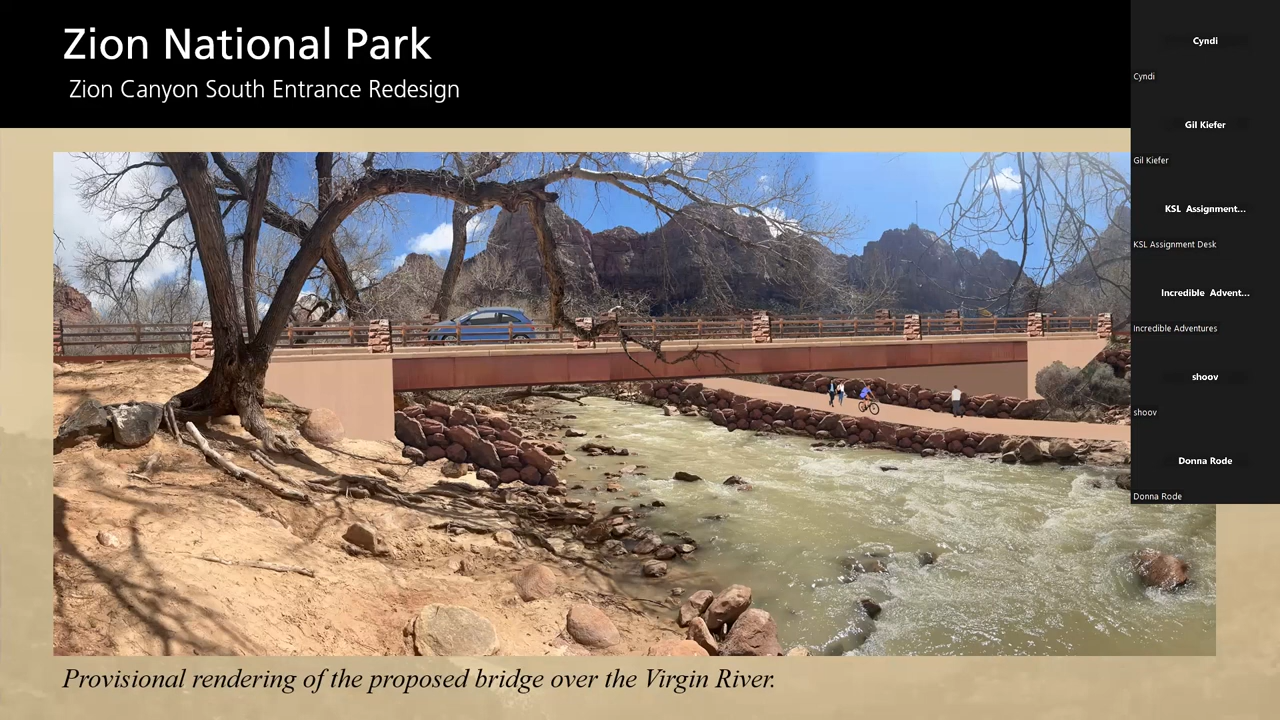 Zion National Park
Zion Canyon South Entrance Redesign
Cyndi
Cyndi
Gil Kiefer
Gil Kiefer
KSL Assignment...
KSL Assignment Desk
Incredible Advent...
Incredible Adventures
shoov
shoov
Donna Rode
Donna Rode
Provisional rendering of the proposed bridge over the Virgin River.